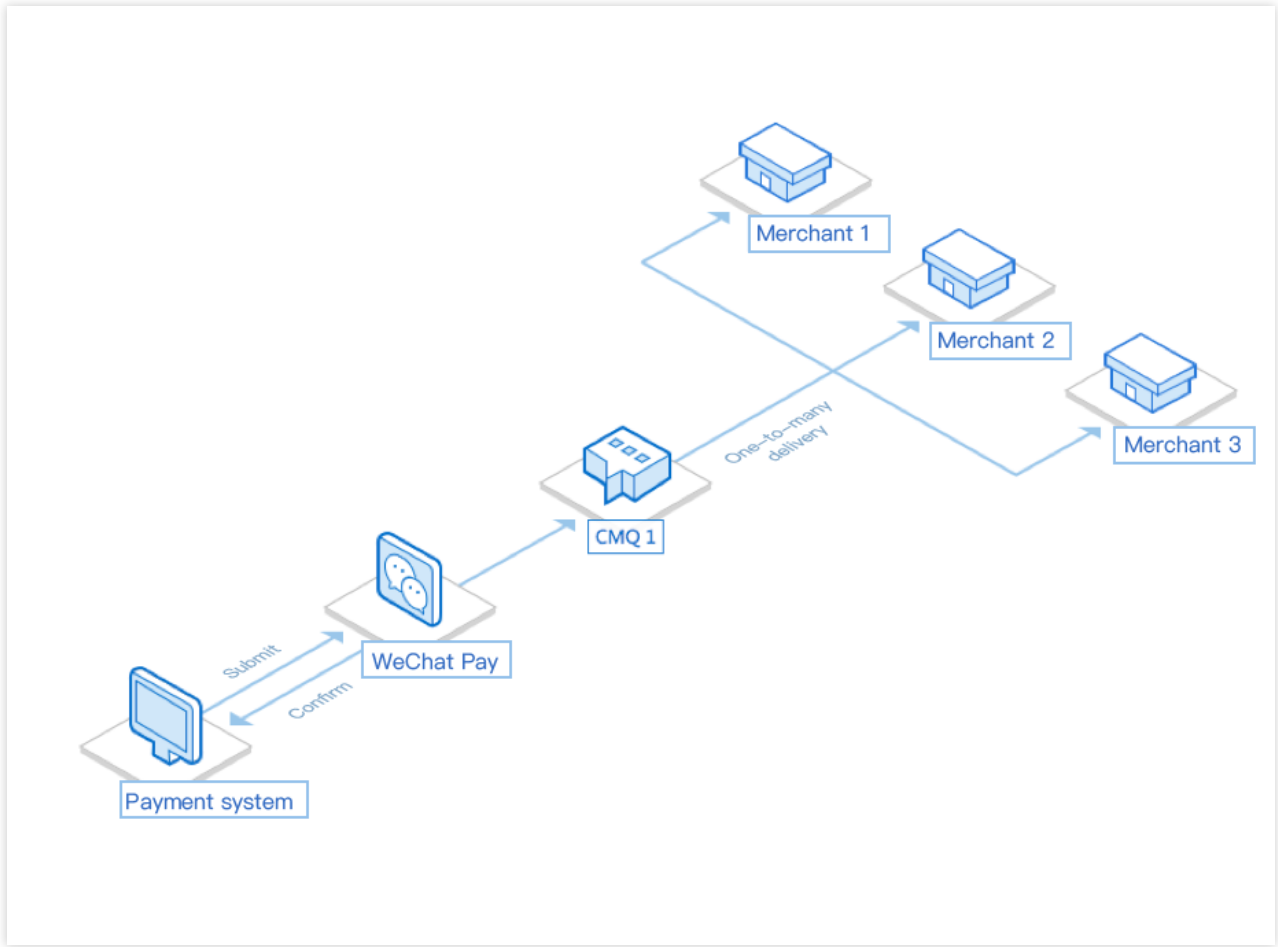 Merchant 1
Merchant 2
Merchant 3
One-to-many
delivery
CMQ 1
WeChat Pay
Submit
Confirm
Payment system